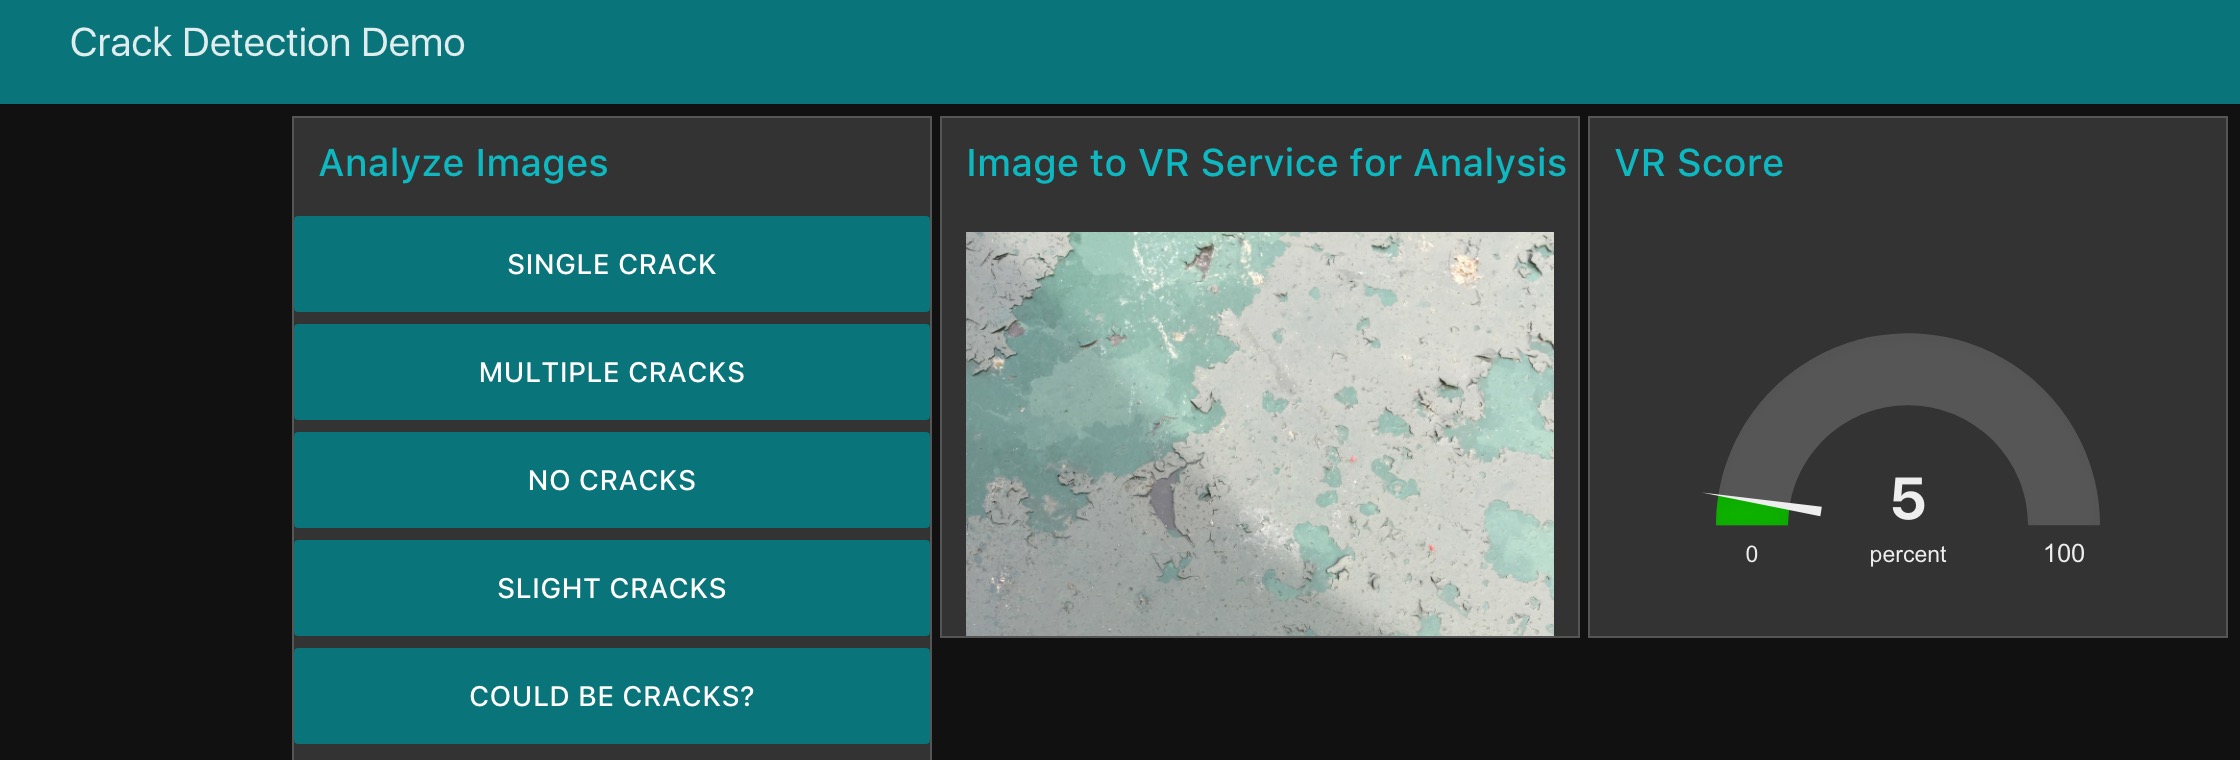 Crack Detection Demo
Analyze Images
SINGLE CRACK
MULTIPLE CRACKS
NO CRACKS
SLIGHT CRACKS
COULD BE CRACKS?
Image to VR Service for Analysis
VR Score
5
0
percent
100